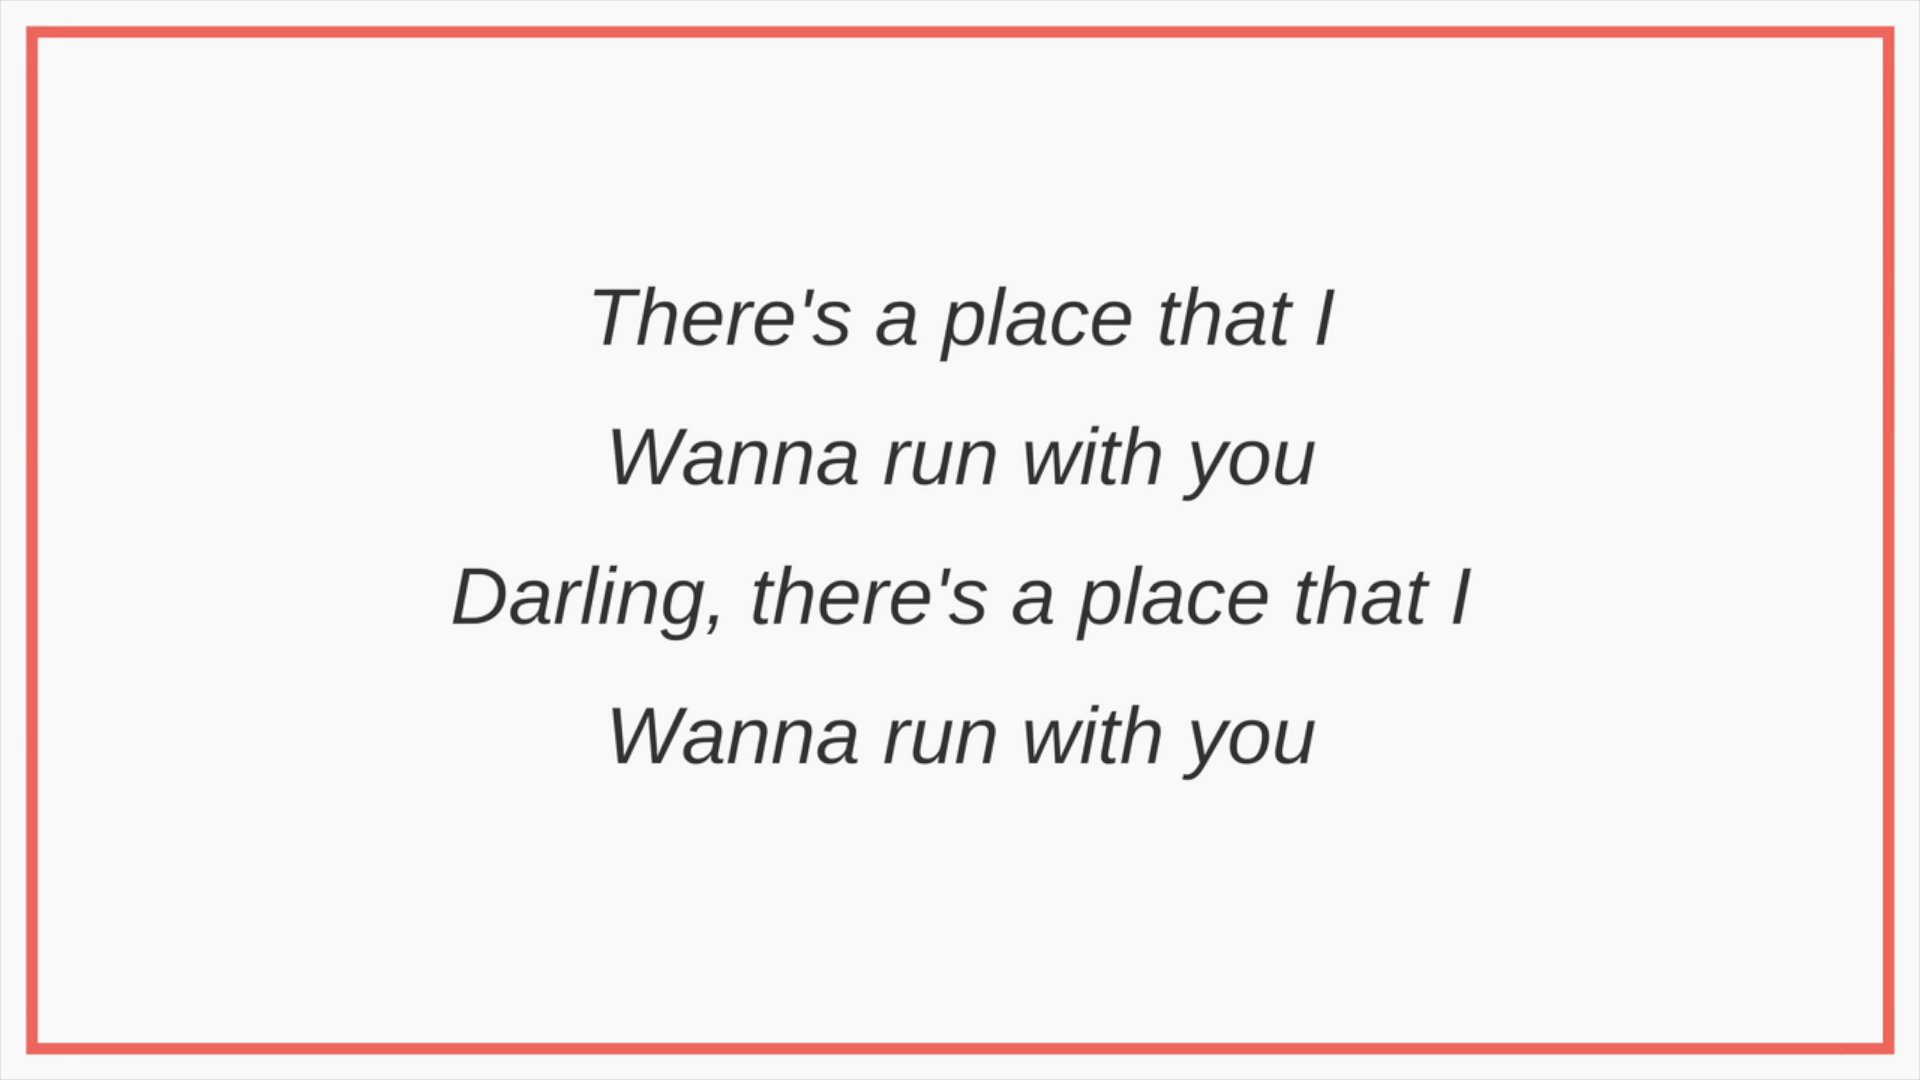 There's a place that I
Wanna run with you
Darling, there's a place that I
Wanna run with you